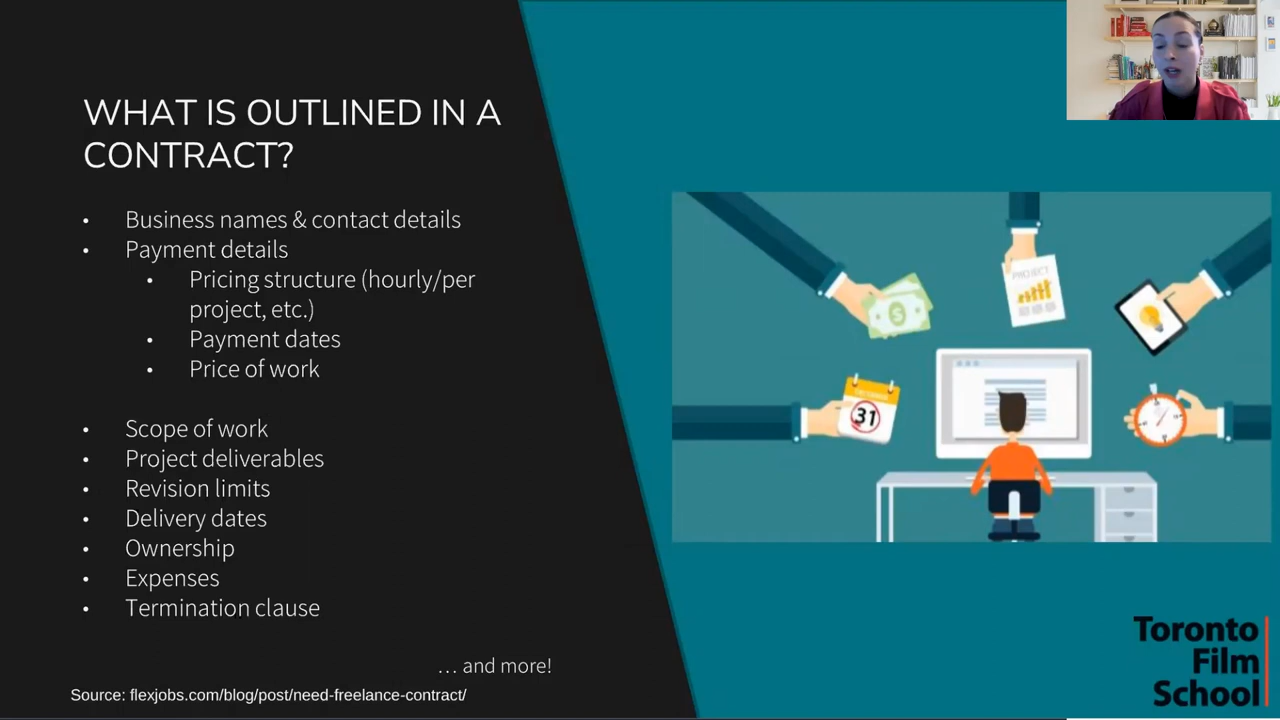 WHAT IS OUTLINED IN A
CONTRACT?
• Business names & contact details
• Payment details
• Pricing structure (hourly/per
project, etc.)
• Payment dates
• Price of work
• Scope of work
• Project deliverables
• Revision limits
• Delivery dates
• Ownership
• Expenses
• Termination clause
… and more!
Source: flexjobs.com/blog/post/need-freelance-contract/
PROJECT
31
Toronto
Film
School